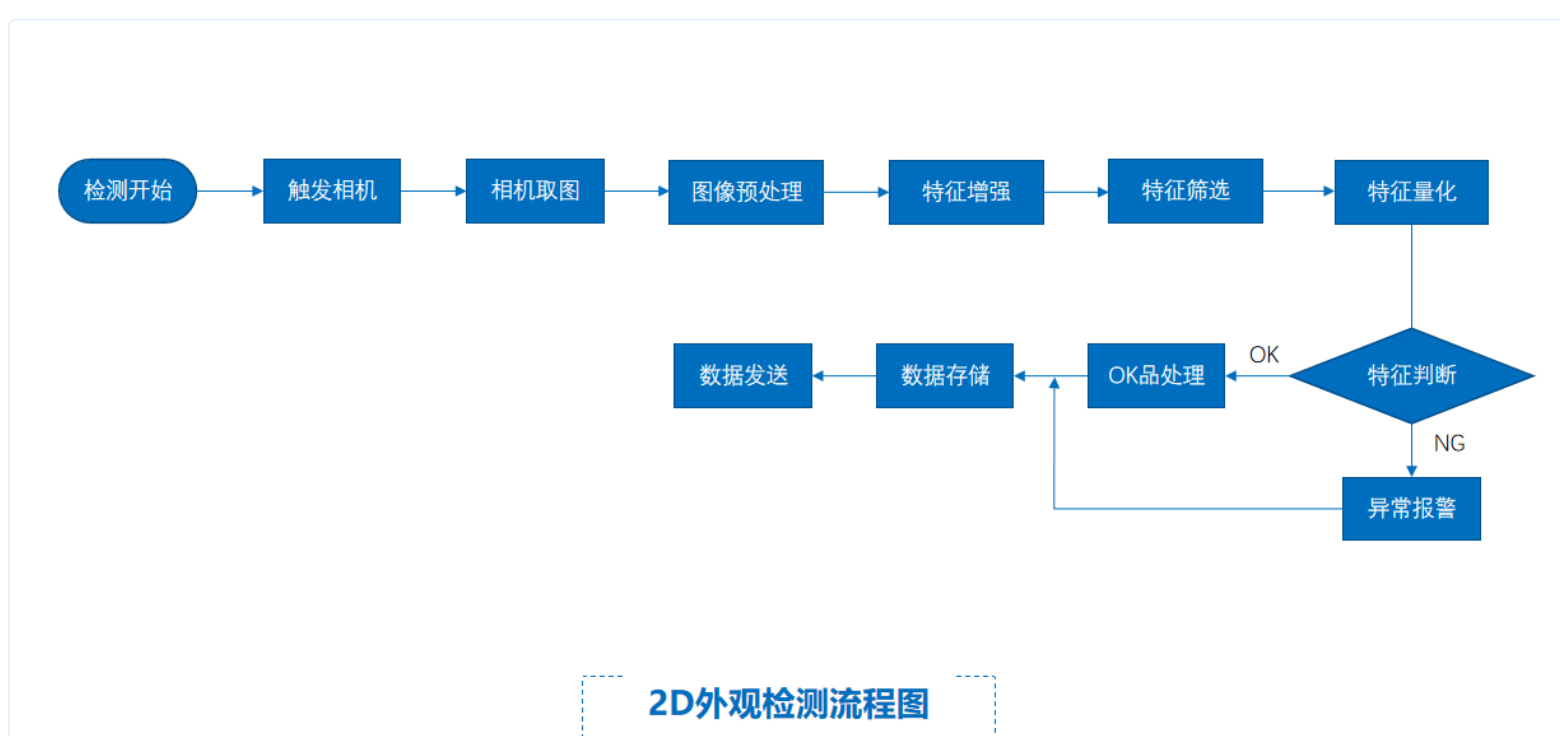 检测开始
触发相机
相机取图
图像预处理
特征增强
特征筛选
特征量化
数据发送
数据存储
OK品处理
OK
特征判断
NG
异常报警
2D外观检测流程图